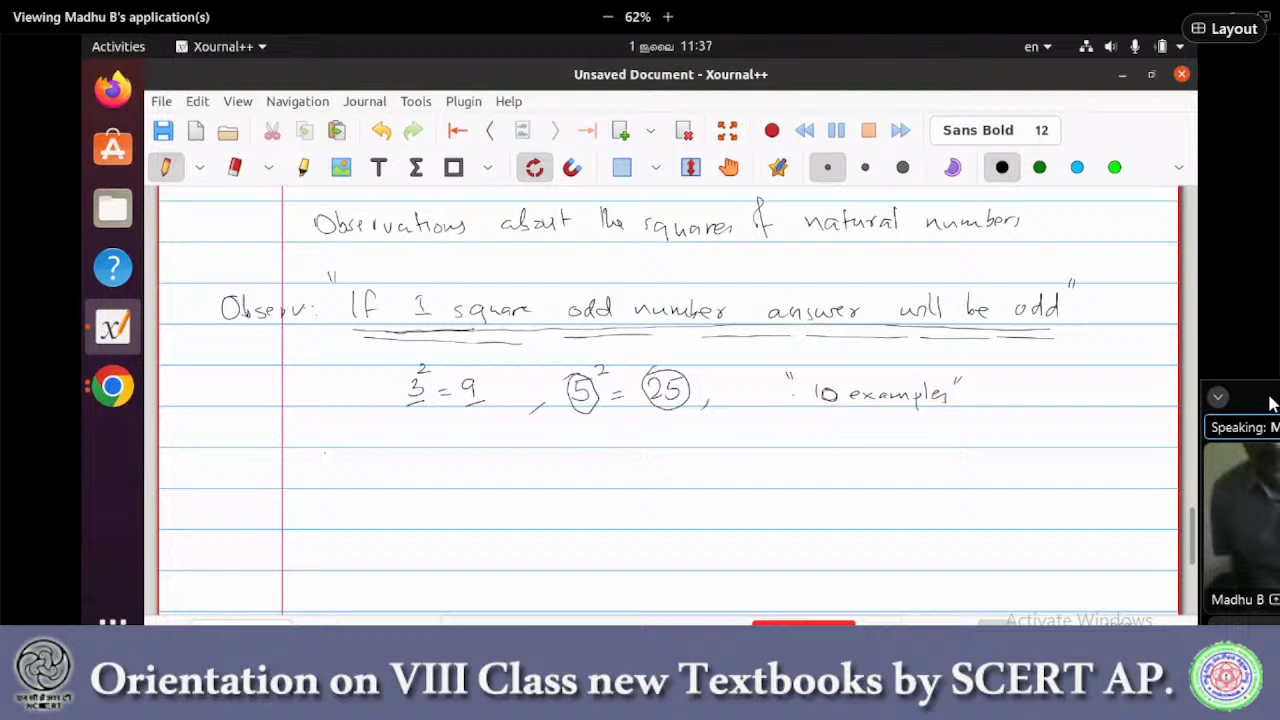 Viewing Madhu B's application(s) 62%
Layout
Activities Xournal++ 1 ജൂലൈ 11:37 en
Unsaved Document - Xournal++
File Edit View Navigation Journal Tools Plugin Help
Sans Bold 12
Observations about the squares of natural numbers
Observ: "If I square odd number answer will be odd"
3² = 9 , 5² = 25, "10 examples"
Speaking: M
Madhu B
Activate Windows
Orientation on VIII Class new Textbooks by SCERT AP.
NCERT